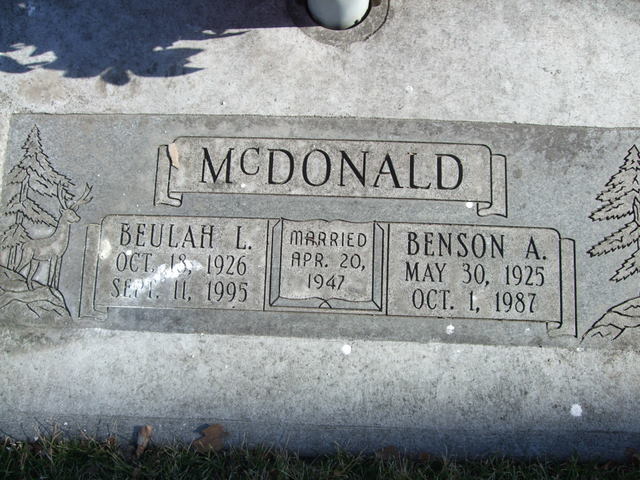 McDONALD
BEULAH L.
OCT. 18, 1926
SEPT. 11, 1995
MARRIED
APR. 20,
1947
BENSON A.
MAY 30, 1925
OCT. 1, 1987